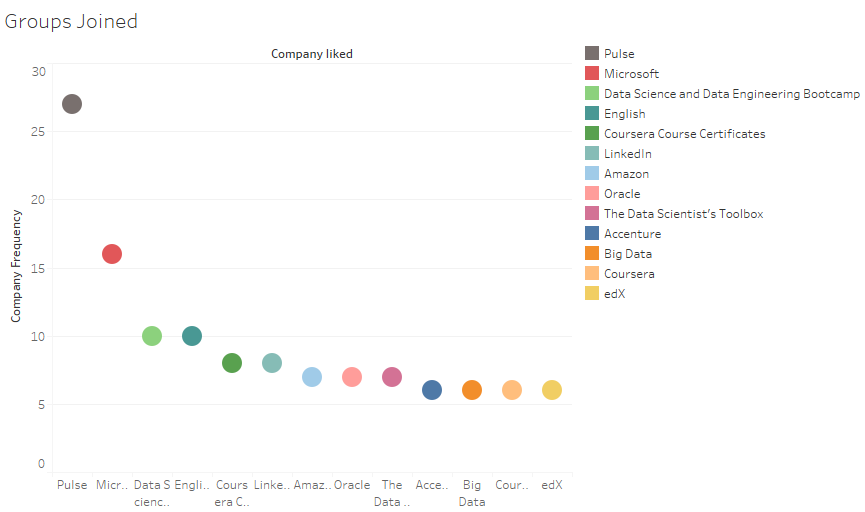 Groups Joined
Company liked
Company Frequency
30
25
20
15
10
5
0
Pulse
Micr..
Data S
cienc..
Engli..
Cours
era C..
Linke..
Amaz..
Oracle
The
Data ..
Acce..
Big
Data
Cour..
edX
Pulse
Microsoft
Data Science and Data Engineering Bootcamp
English
Coursera Course Certificates
LinkedIn
Amazon
Oracle
The Data Scientist's Toolbox
Accenture
Big Data
Coursera
edX